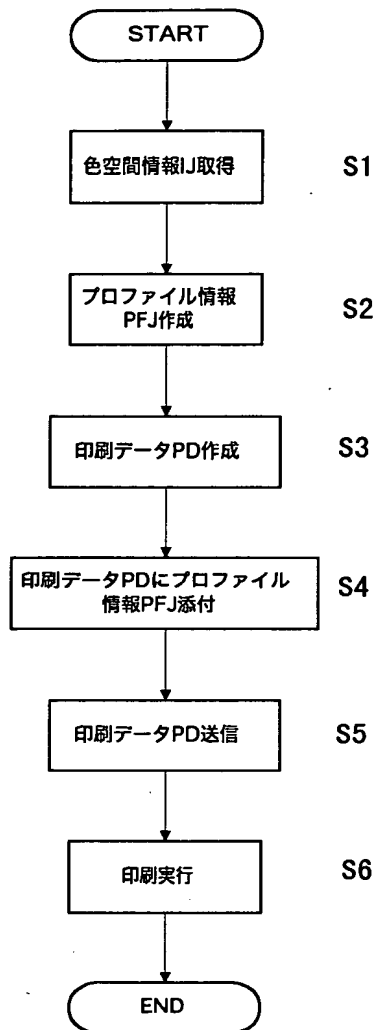 START
色空間情報IJ取得 S1
プロファイル情報
PFJ作成 S2
印刷データPD作成 S3
印刷データPDにプロファイル
情報PFJ添付 S4
印刷データPD送信 S5
印刷実行 S6
END